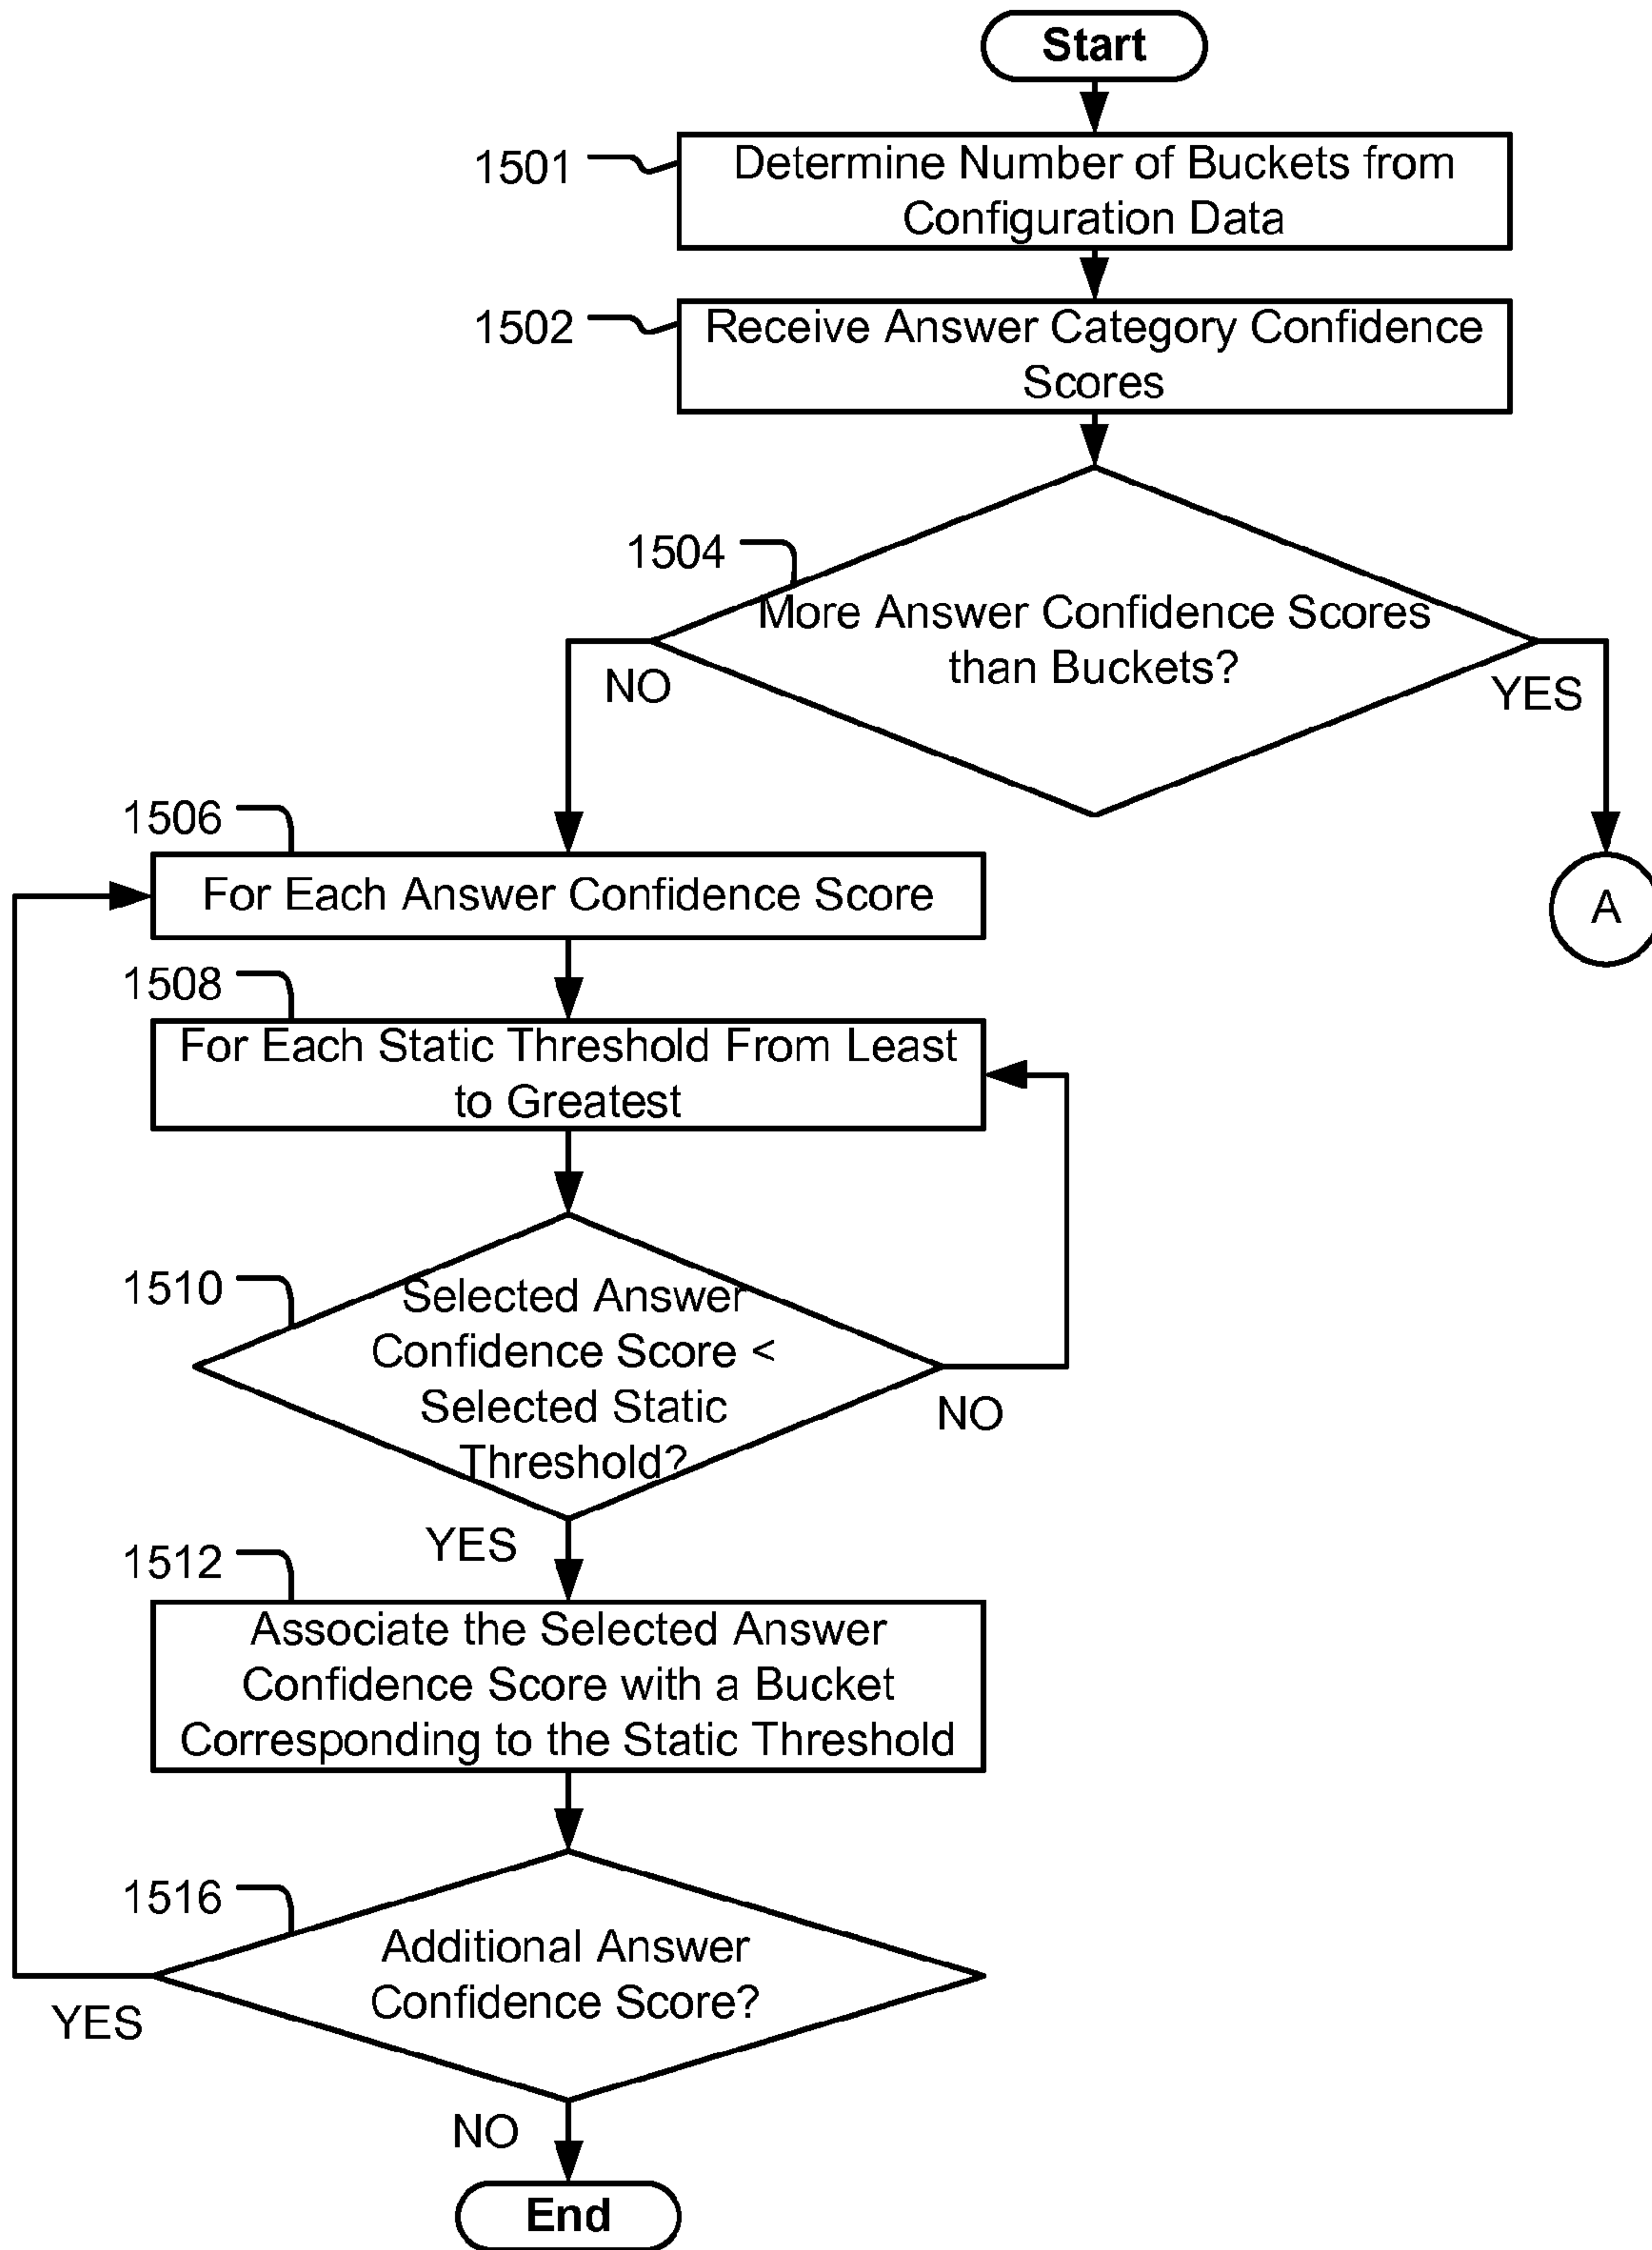 Start
1501
Determine Number of Buckets from
Configuration Data
1502
Receive Answer Category Confidence
Scores
1504
More Answer Confidence Scores
than Buckets?
NO
YES
1506
For Each Answer Confidence Score
A
1508
For Each Static Threshold From Least
to Greatest
1510
Selected Answer
Confidence Score <
Selected Static
Threshold?
NO
YES
1512
Associate the Selected Answer
Confidence Score with a Bucket
Corresponding to the Static Threshold
1516
Additional Answer
Confidence Score?
YES
NO
End